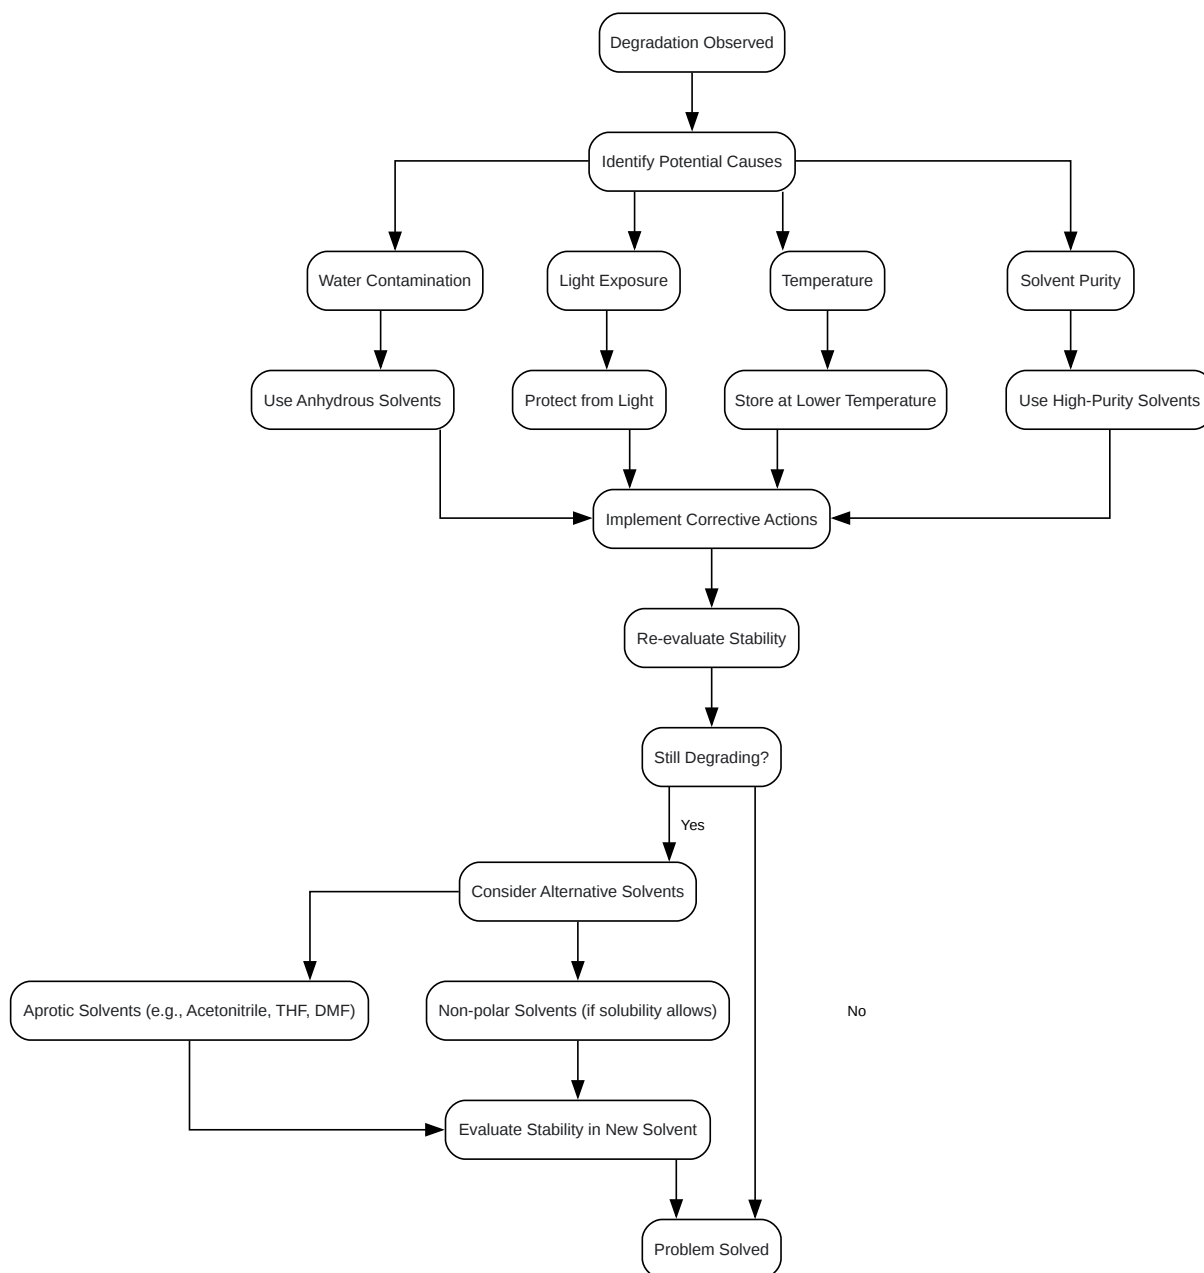 Degradation Observed
Identify Potential Causes
Water Contamination
Light Exposure
Temperature
Solvent Purity
Use Anhydrous Solvents
Protect from Light
Store at Lower Temperature
Use High-Purity Solvents
Implement Corrective Actions
Re-evaluate Stability
Still Degrading?
Yes
Consider Alternative Solvents
Aprotic Solvents (e.g., Acetonitrile, THF, DMF)
Non-polar Solvents (if solubility allows)
No
Evaluate Stability in New Solvent
Problem Solved